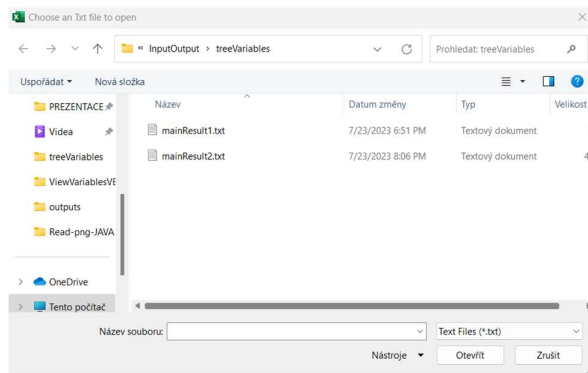 Choose an Txt file to open
« InputOutput › treeVariables
Prohledat: treeVariables
Uspořádat
Nová složka
Název
Datum změny
Typ
Velikost
PREZENTACE
Videa
treeVariables
ViewVariablesVE
outputs
Read-png-JAVA
OneDrive
Tento počítač
mainResult1.txt 7/23/2023 6:51 PM Textový dokument
mainResult2.txt 7/23/2023 8:06 PM Textový dokument 4
Název souboru:
Text Files (*.txt)
Nástroje
Otevřít
Zrušit